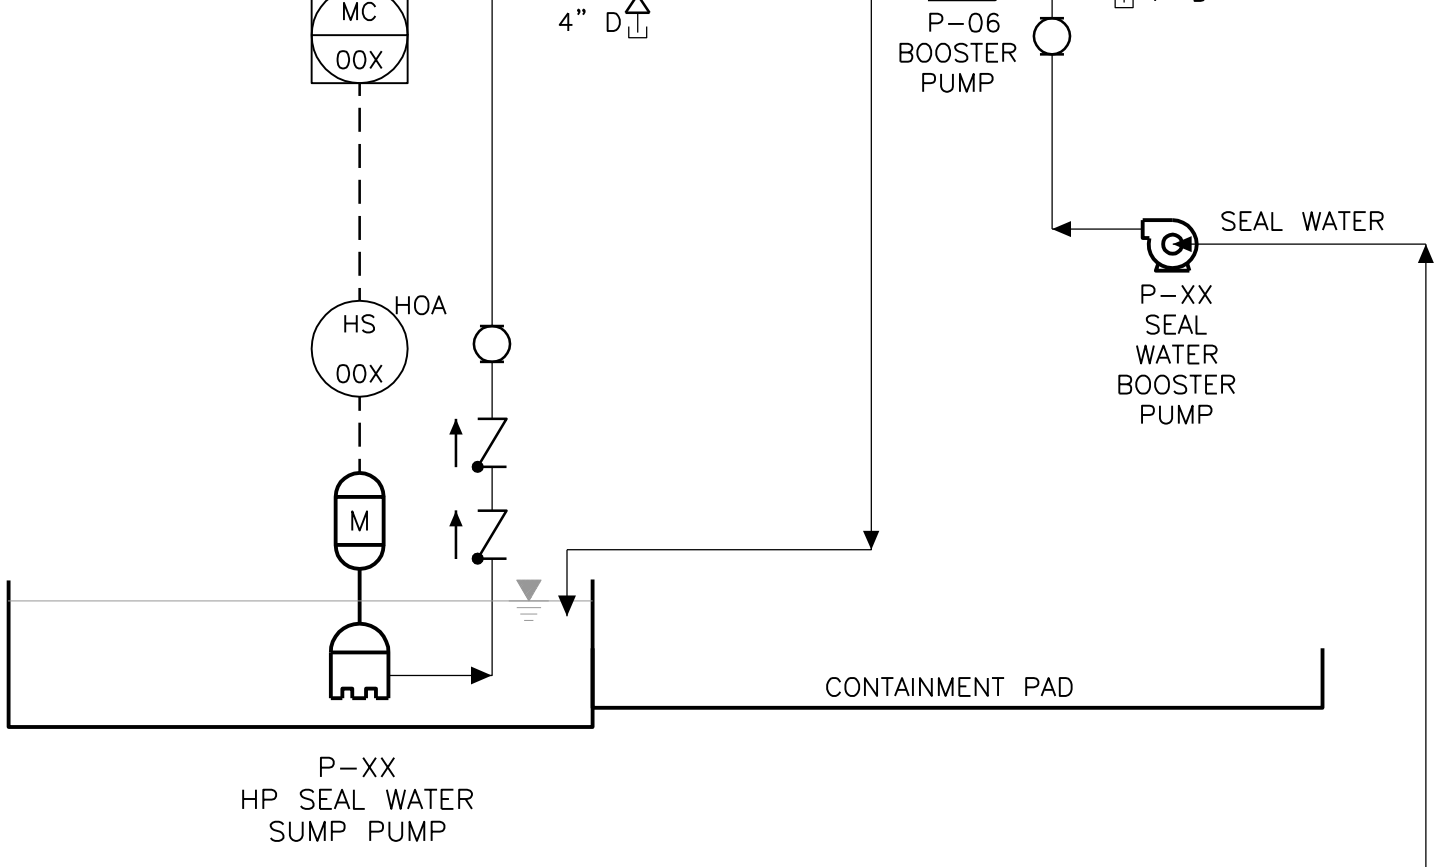 MC
00X
4” D
P-06
BOOSTER
PUMP
SEAL WATER
P-XX
SEAL
WATER
BOOSTER
PUMP
HOA
HS
00X
M
CONTAINMENT PAD
P-XX
HP SEAL WATER
SUMP PUMP